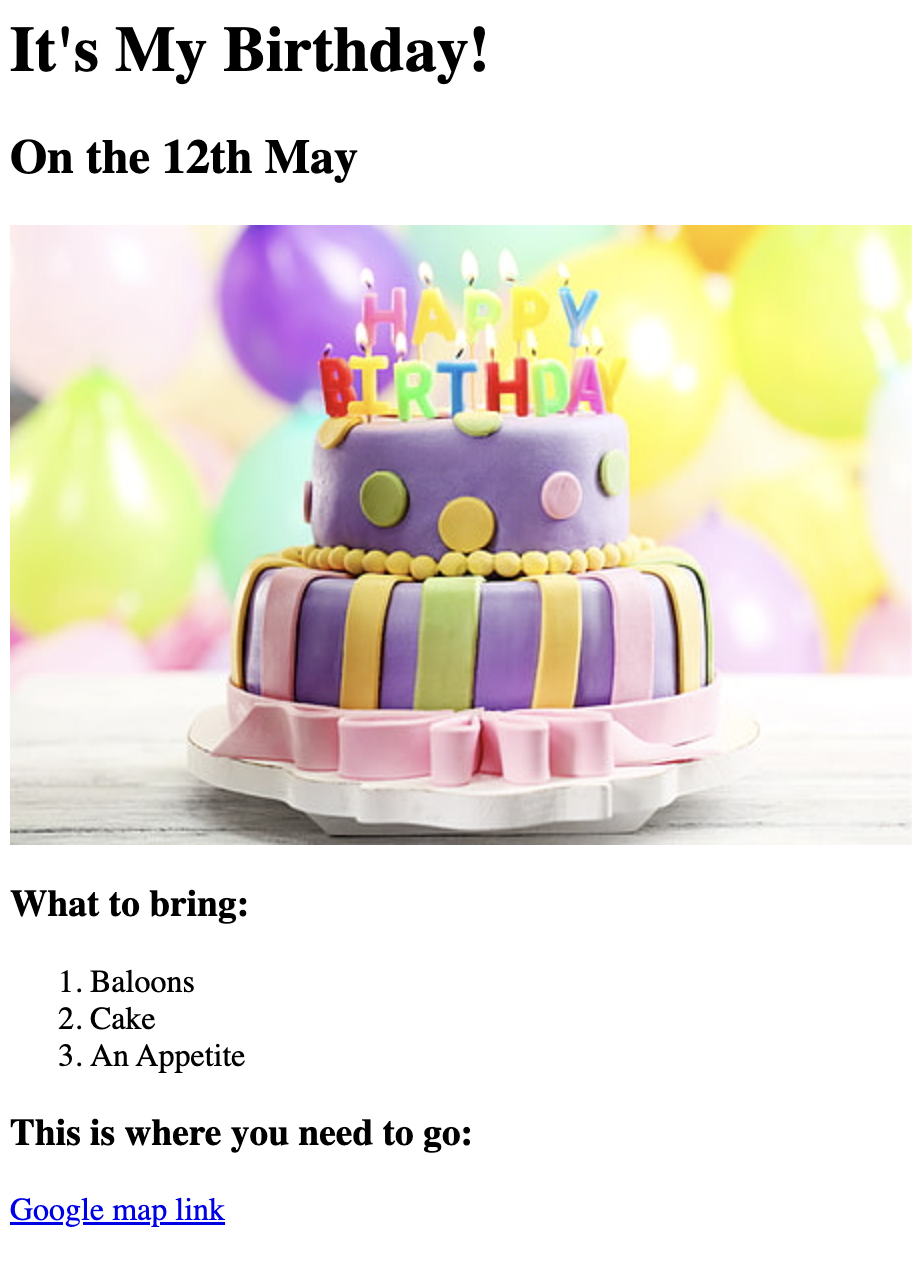 It's My Birthday!
On the 12th May
HAPPY
BIRTHDAY
What to bring:
1. Baloons
2. Cake
3. An Appetite
This is where you need to go:
Google map link